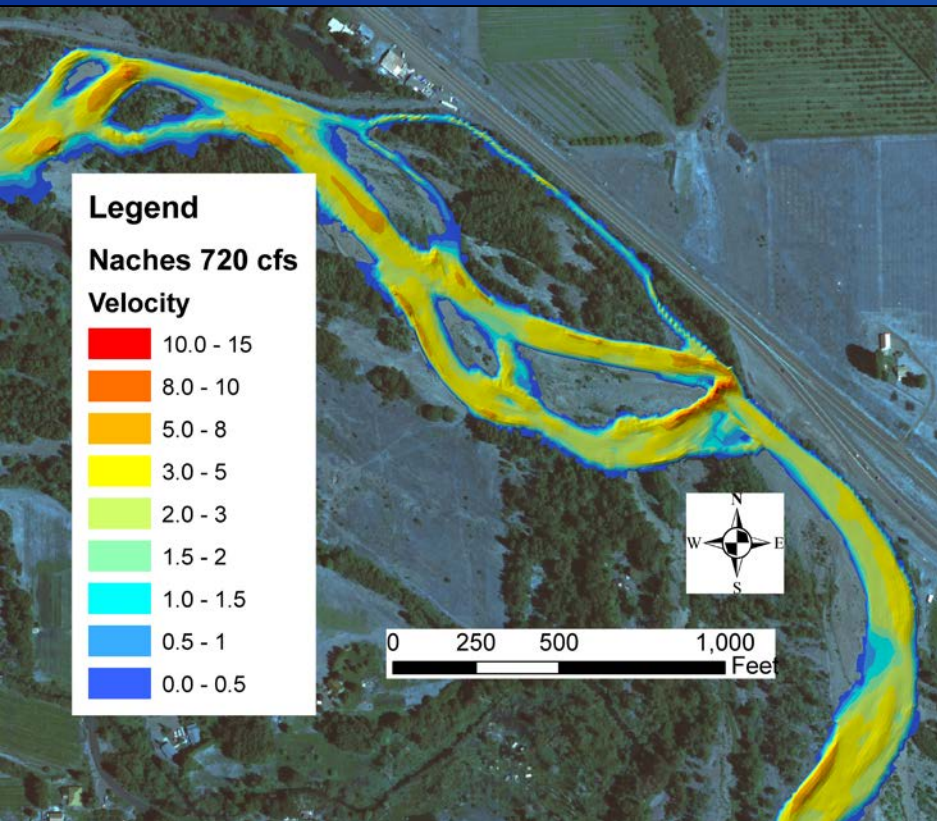 Legend
Naches 720 cfs
Velocity
10.0 - 15
8.0 - 10
5.0 - 8
3.0 - 5
2.0 - 3
1.5 - 2
1.0 - 1.5
0.5 - 1
0.0 - 0.5
N
W E
S
0 250 500 1,000
Feet